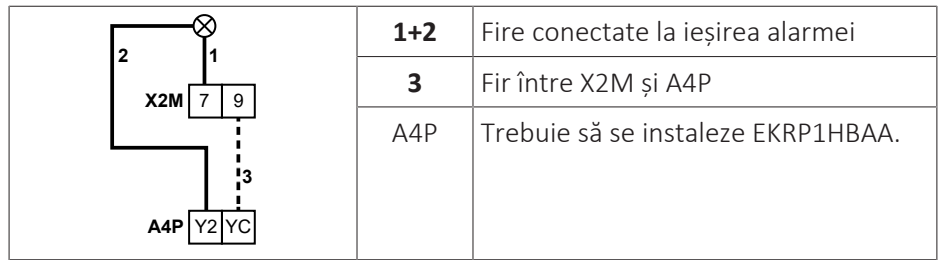 2
1
X2M 7 9
3
A4P Y2 YC
1+2 Fire conectate la ieșirea alarmei
3 Fir între X2M și A4P
A4P Trebuie să se instaleze EKRP1HBAA.